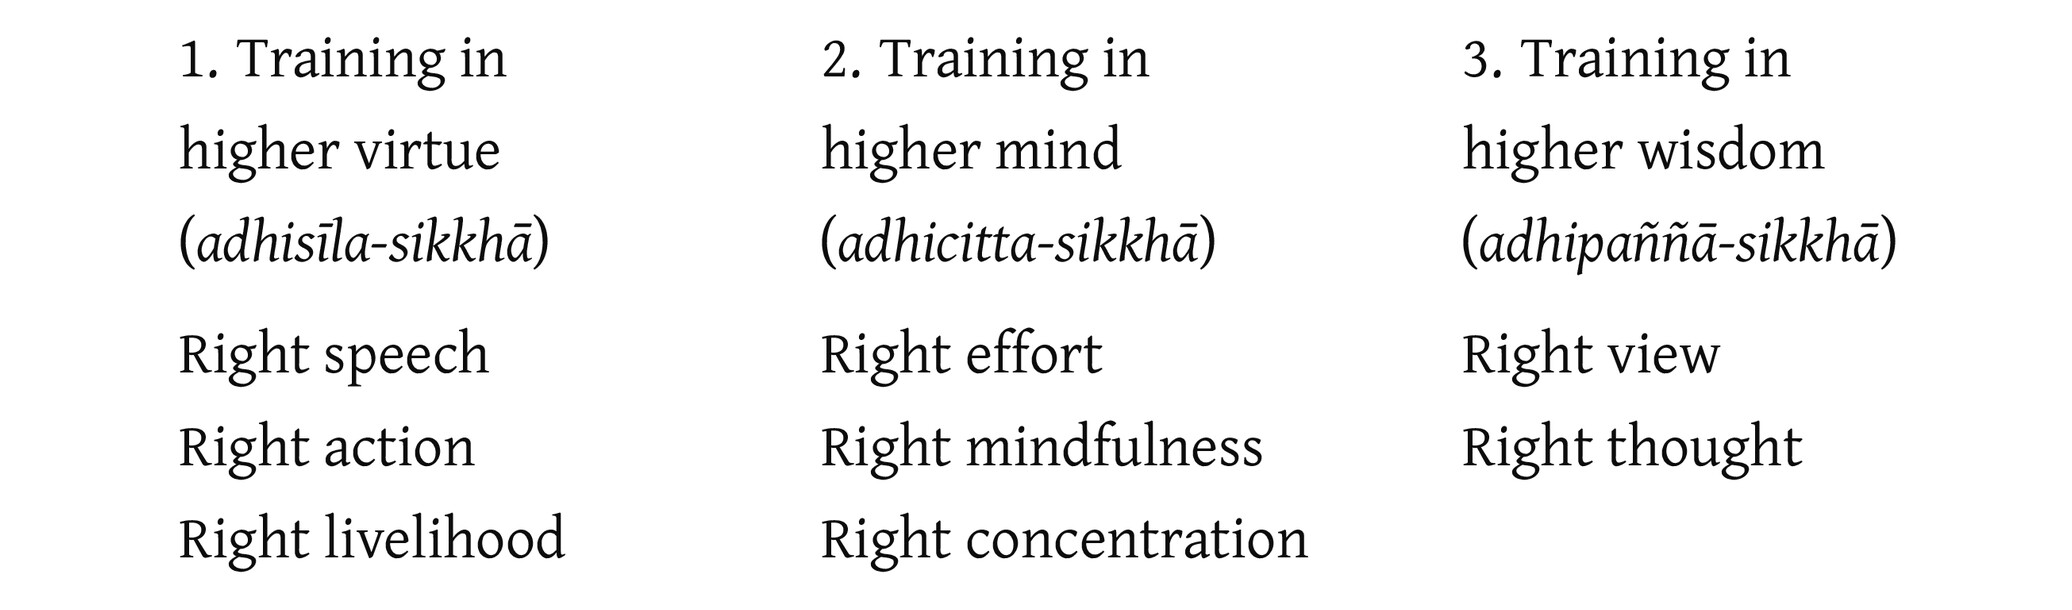 1. Training in
higher virtue
(adhisīla-sikkhā)
Right speech
Right action
Right livelihood
2. Training in
higher mind
(adhicitta-sikkhā)
Right effort
Right mindfulness
Right concentration
3. Training in
higher wisdom
(adhipaññā-sikkhā)
Right view
Right thought